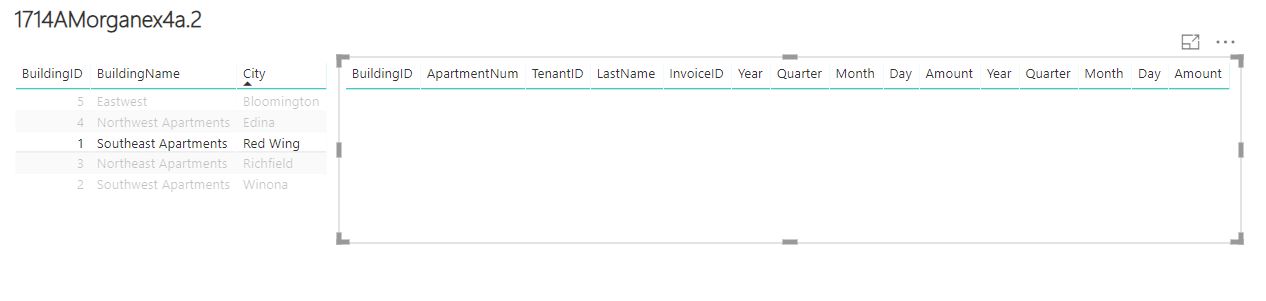 1714AMorganex4a.2
BuildingID BuildingName City
5 Eastwest Bloomington
4 Northwest Apartments Edina
1 Southeast Apartments Red Wing
3 Northeast Apartments Richfield
2 Southwest Apartments Winona
BuildingID ApartmentNum TenantID LastName InvoiceID Year Quarter Month Day Amount Year Quarter Month Day Amount